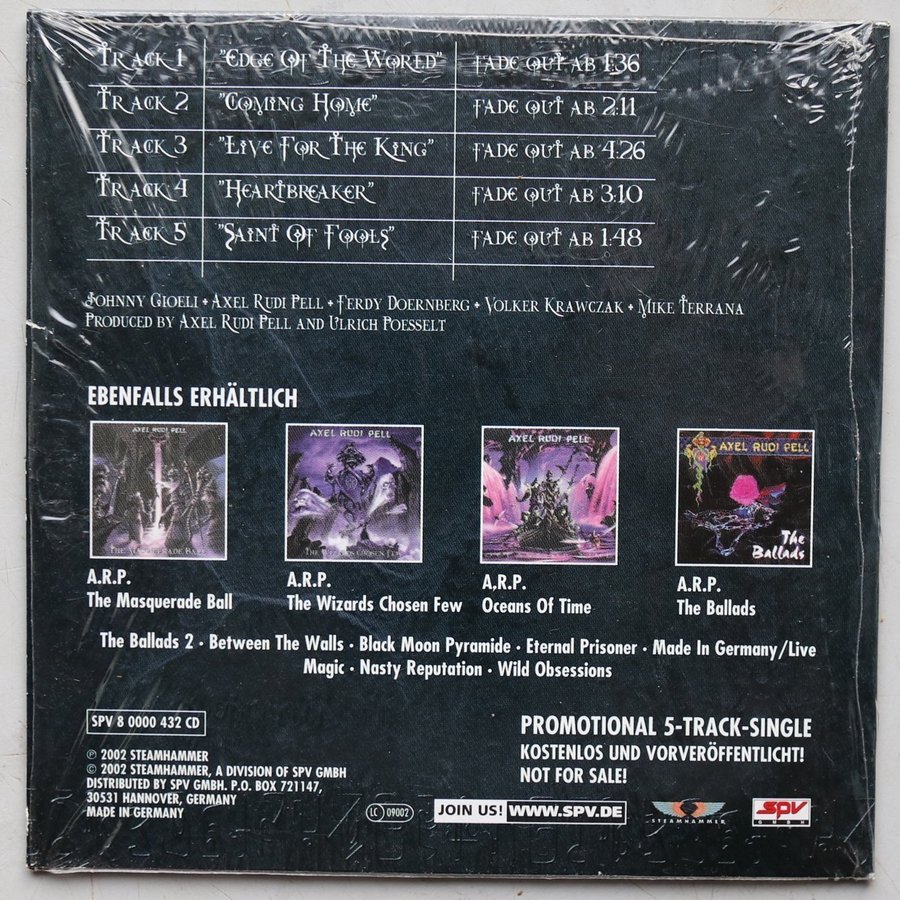 Track 1 "Edge Of The World" fade out ab 1:36
Track 2 "Coming Home" fade out ab 2:11
Track 3 "Live For The King" fade out ab 4:26
Track 4 "Heartbreaker" fade out ab 3:10
Track 5 "Saint Of Fools" fade out ab 1:48
Johnny Gioeli + Axel Rudi Pell + Ferdy Doernberg + Volker Krawczak + Mike Terrana
Produced by Axel Rudi Pell and Ulrich Poesselt
EBENFALLS ERHÄLTLICH
AXEL RUDI PELL
THE MASQUERADE BALL
AXEL RUDI PELL
THE WIZARDS CHOSEN FEW
AXEL RUDI PELL
AXEL RUDI PELL
The Ballads
A.R.P.
The Masquerade Ball
A.R.P.
The Wizards Chosen Few
A,R.P.
Oceans Of Time
A.R.P.
The Ballads
The Ballads 2 · Between The Walls · Black Moon Pyramide · Eternal Prisoner · Made In Germany/Live
Magic · Nasty Reputation · Wild Obsessions
SPV 8 0000 432 CD
℗ 2002 STEAMHAMMER
© 2002 STEAMHAMMER, A DIVISION OF SPV GMBH
DISTRIBUTED BY SPV GMBH. P.O. BOX 721147,
30531 HANNOVER, GERMANY
MADE IN GERMANY
PROMOTIONAL 5-TRACK-SINGLE
KOSTENLOS UND VORVERÖFFENTLICHT!
NOT FOR SALE!
LC 09002
JOIN US! WWW.SPV.DE
STEAMHAMMER
SPV
GMBH